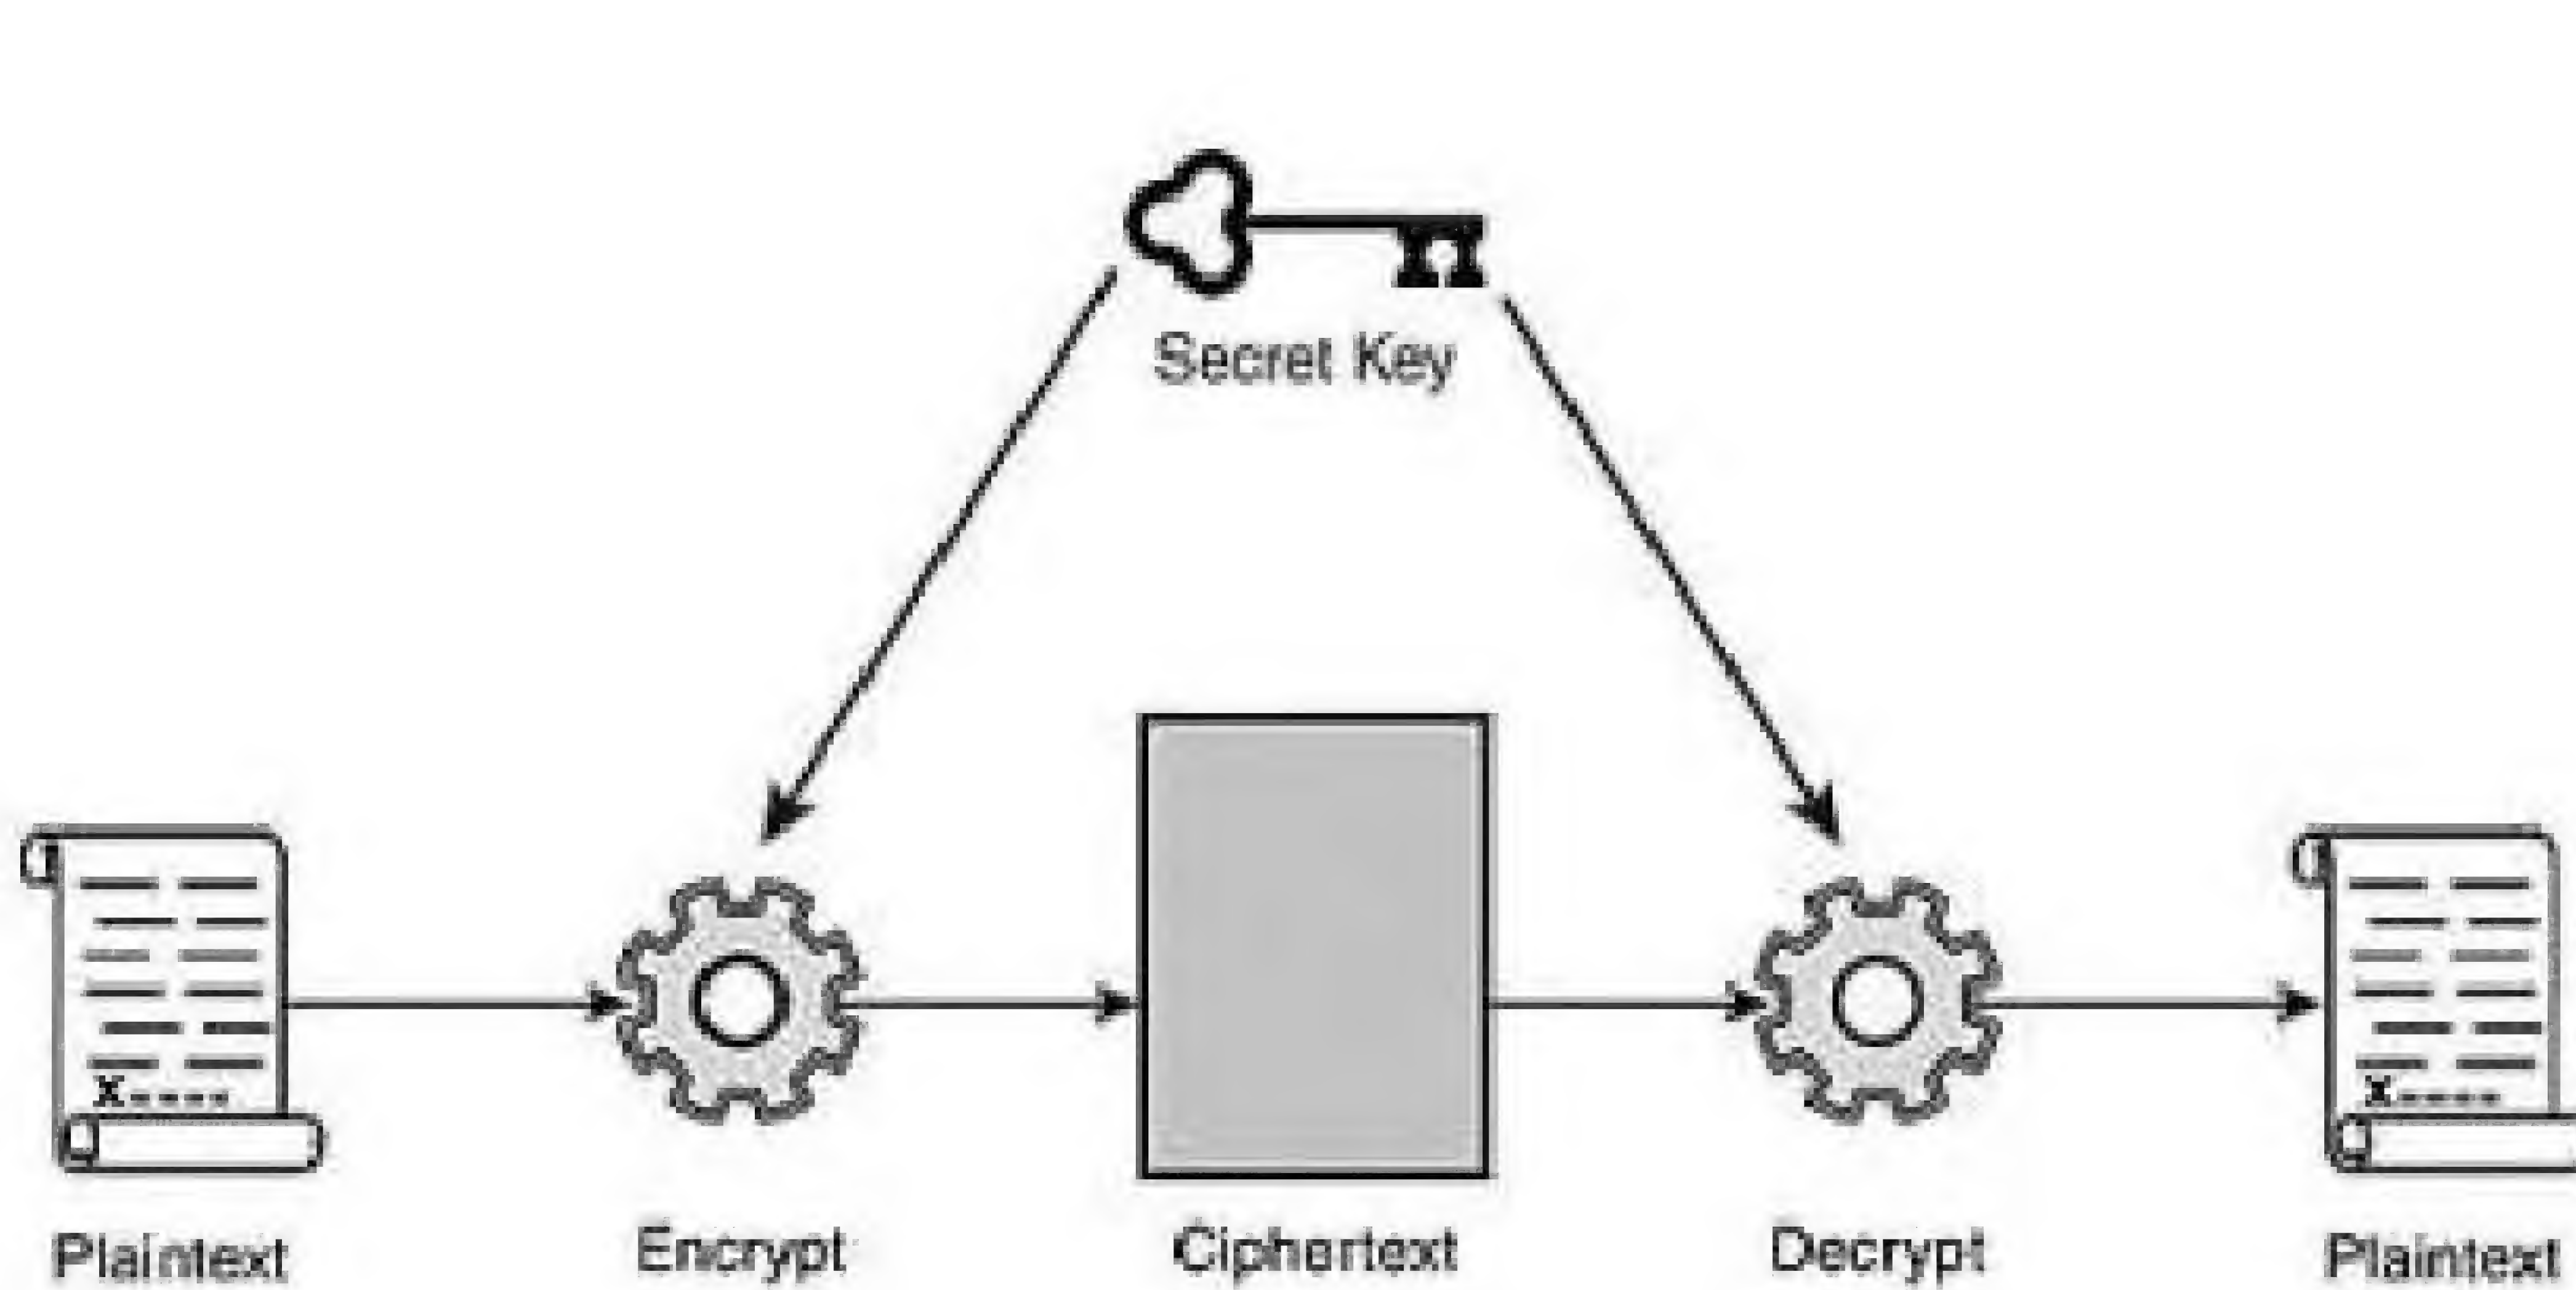 Secret Key
X-----
X-----
Plaintext
Encrypt
Ciphertext
Decrypt
Plaintext